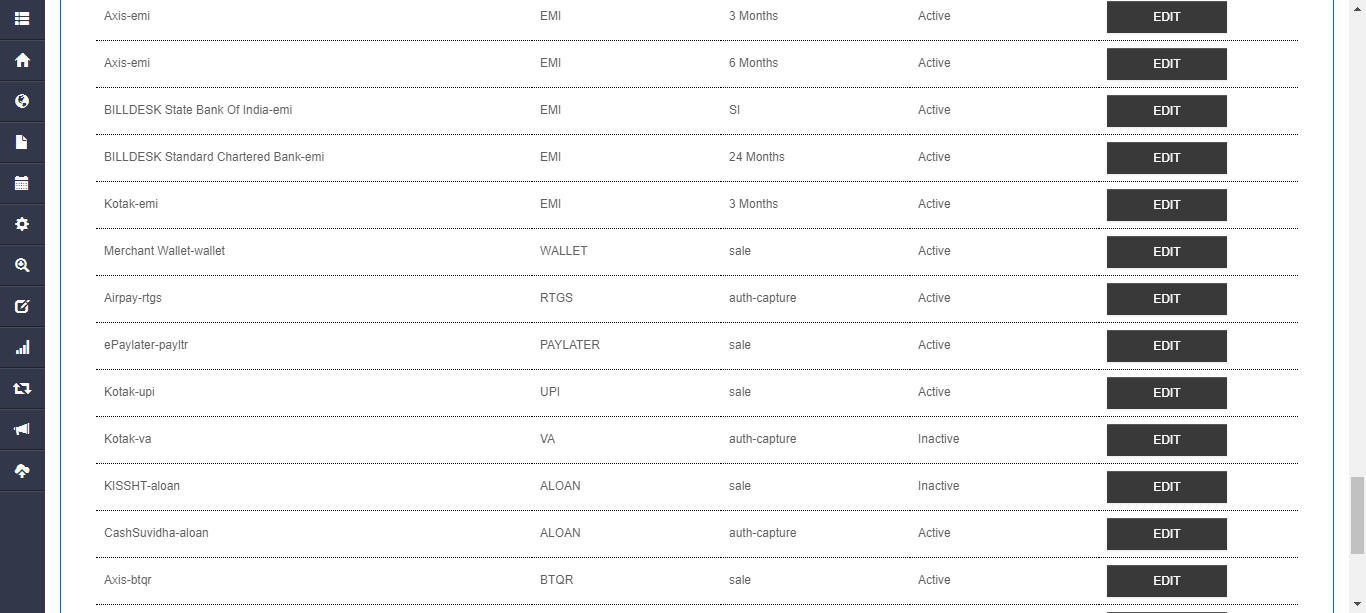 Axis-emi EMI 3 Months Active EDIT
Axis-emi EMI 6 Months Active EDIT
BILLDESK State Bank Of India-emi EMI SI Active EDIT
BILLDESK Standard Chartered Bank-emi EMI 24 Months Active EDIT
Kotak-emi EMI 3 Months Active EDIT
Merchant Wallet-wallet WALLET sale Active EDIT
Airpay-rtgs RTGS auth-capture Active EDIT
ePaylater-payltr PAYLATER sale Active EDIT
Kotak-upi UPI sale Active EDIT
Kotak-va VA auth-capture Inactive EDIT
KISSHT-aloan ALOAN sale Inactive EDIT
CashSuvidha-aloan ALOAN auth-capture Active EDIT
Axis-btqr BTQR sale Active EDIT